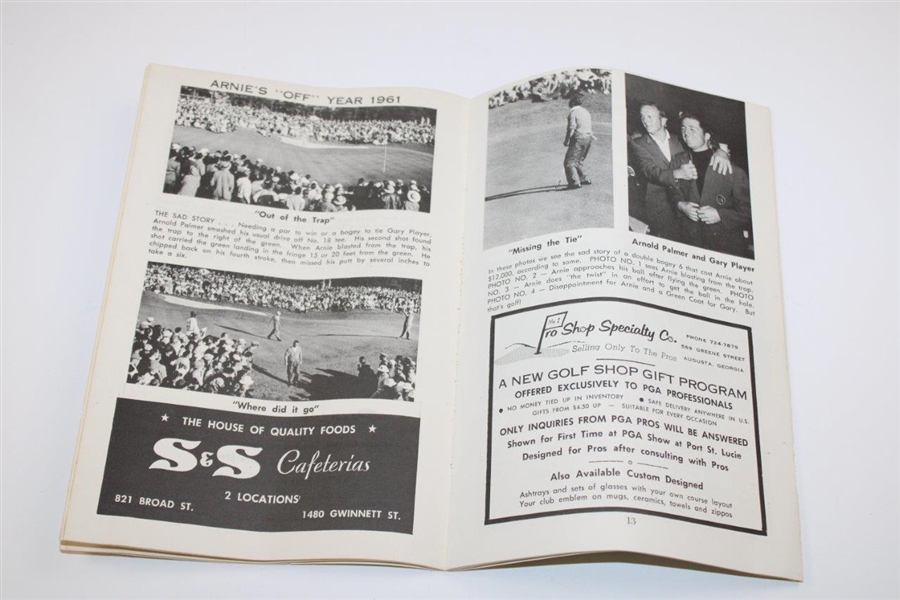 ARNIE'S "OFF" YEAR 1961
"Out of the Trap"
THE SAD STORY . . . Needing a par to win or a bogey to tie Gary Player,
Arnold Palmer smashed his usual drive off No. 18 tee. His second shot found
the trap to the right of the green. When Arnie blasted from the trap, his
shot carried the green landing in the fringe 15 or 20 feet from the green. He
chipped back on his fourth stroke, then missed his putt by several inches to
take a six.
"Where did it go"
★ THE HOUSE OF QUALITY FOODS ★
S&S Cafeterias
2 LOCATIONS
821 BROAD ST.
1480 GWINNETT ST.
"Missing the Tie"
Arnold Palmer and Gary Player
In these photos we see the sad story of a double bogey 6 that cost Arnie about
$12,000, according to some. PHOTO NO. 1 was Arnie blasting from the trap.
PHOTO NO. 2 — Arnie approaches his ball after flying the green. PHOTO
NO. 3 — Arnie does "the twist" in an effort to get the ball in the hole.
PHOTO NO. 4 — Disappointment for Arnie and a Green Coat for Gary. But
that's golf!
Pro Shop Specialty Co.
Selling Only To The Pros
PHONE 724-7879
569 GREENE STREET
AUGUSTA, GEORGIA
A NEW GOLF SHOP GIFT PROGRAM
OFFERED EXCLUSIVELY TO PGA PROFESSIONALS
● NO MONEY TIED UP IN INVENTORY ● SAFE DELIVERY ANYWHERE IN U.S.
GIFTS FROM $4.50 UP — SUITABLE FOR EVERY OCCASION
ONLY INQUIRIES FROM PGA PROS WILL BE ANSWERED
Shown for First Time at PGA Show at Port St. Lucie
Designed for Pros after consulting with Pros
Also Available Custom Designed
Ashtrays and sets of glasses with your own course layout
Your club emblem on mugs, ceramics, towels and zippos
13